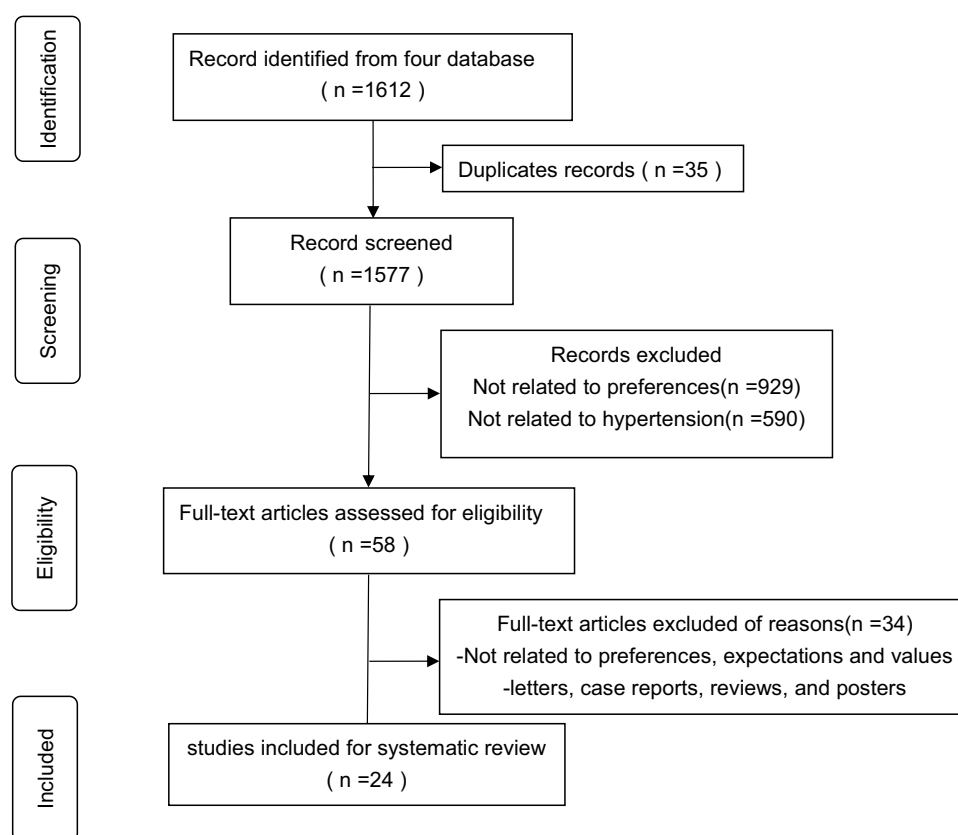 Identification
Record identified from four database
( n =1612 )
Duplicates records ( n =35 )
Screening
Record screened
( n =1577 )
Records excluded
Not related to preferences(n =929)
Not related to hypertension(n =590)
Eligibility
Full-text articles assessed for eligibility
( n =58 )
Full-text articles excluded of reasons(n =34)
-Not related to preferences, expectations and values
-letters, case reports, reviews, and posters
Included
studies included for systematic review
( n =24 )